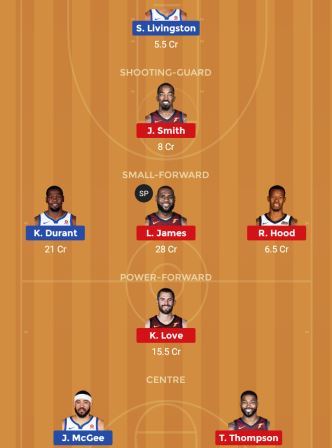 S. Livingston
5.5 Cr
SHOOTING-GUARD
J. Smith
8 Cr
SMALL-FORWARD
SP
K. Durant
L. James
R. Hood
21 Cr
28 Cr
6.5 Cr
POWER-FORWARD
K. Love
15.5 Cr
CENTRE
J. McGee
T. Thompson